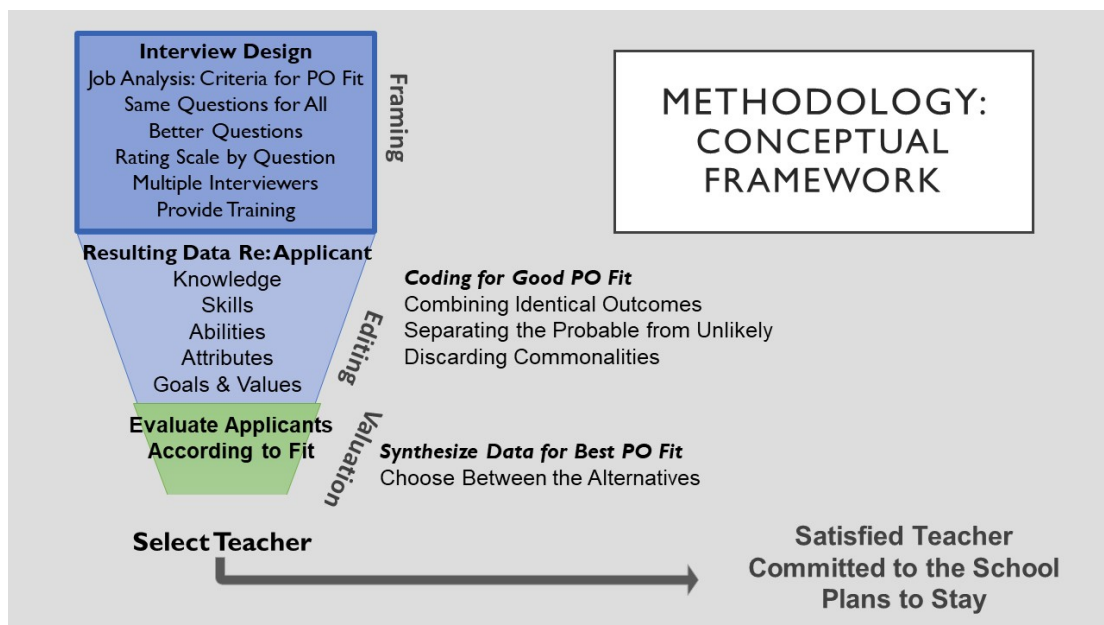 Interview Design
Job Analysis: Criteria for PO Fit
Same Questions for All
Better Questions
Rating Scale by Question
Multiple Interviewers
Provide Training
Framing
METHODOLOGY:
CONCEPTUAL
FRAMEWORK
Resulting Data Re: Applicant
Knowledge
Skills
Abilities
Attributes
Goals & Values
Editing
Coding for Good PO Fit
Combining Identical Outcomes
Separating the Probable from Unlikely
Discarding Commonalities
Evaluate Applicants
According to Fit
Valuation
Synthesize Data for Best PO Fit
Choose Between the Alternatives
Select Teacher
Satisfied Teacher
Committed to the School
Plans to Stay